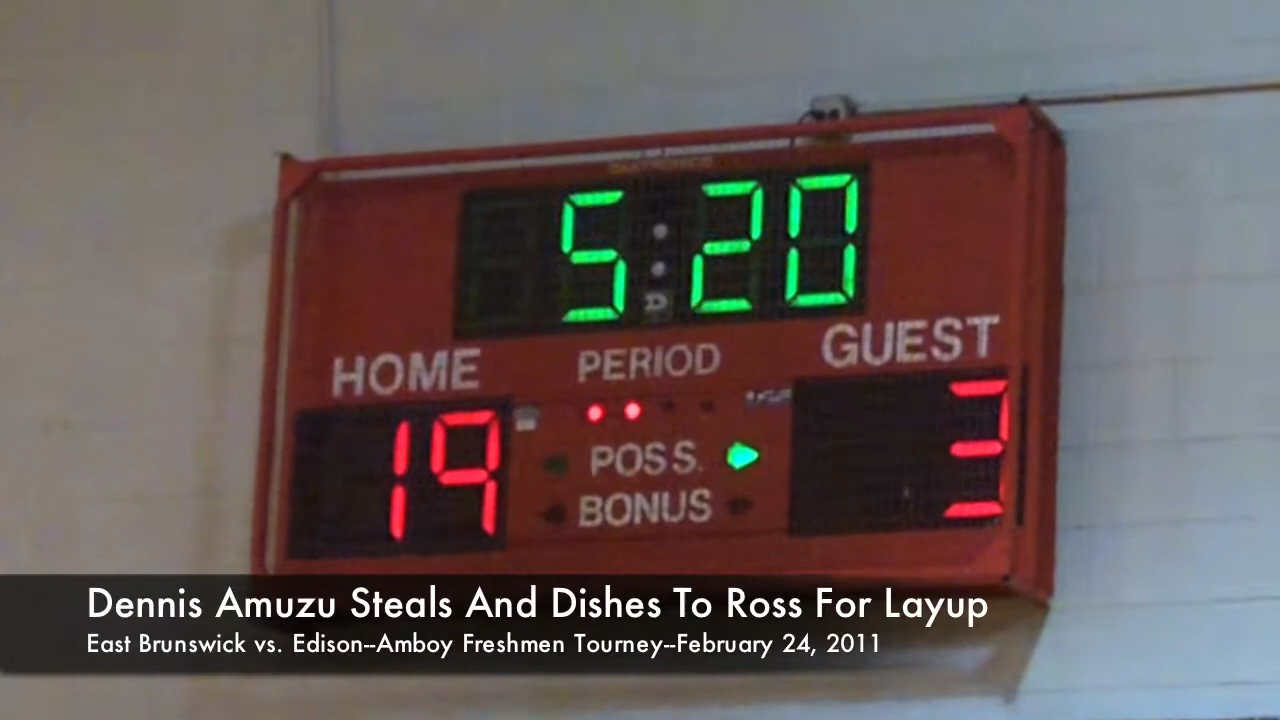 5:20
HOME PERIOD GUEST
19 3
POSS.
BONUS
Dennis Amuzu Steals And Dishes To Ross For Layup
East Brunswick vs. Edison--Amboy Freshmen Tourney--February 24, 2011